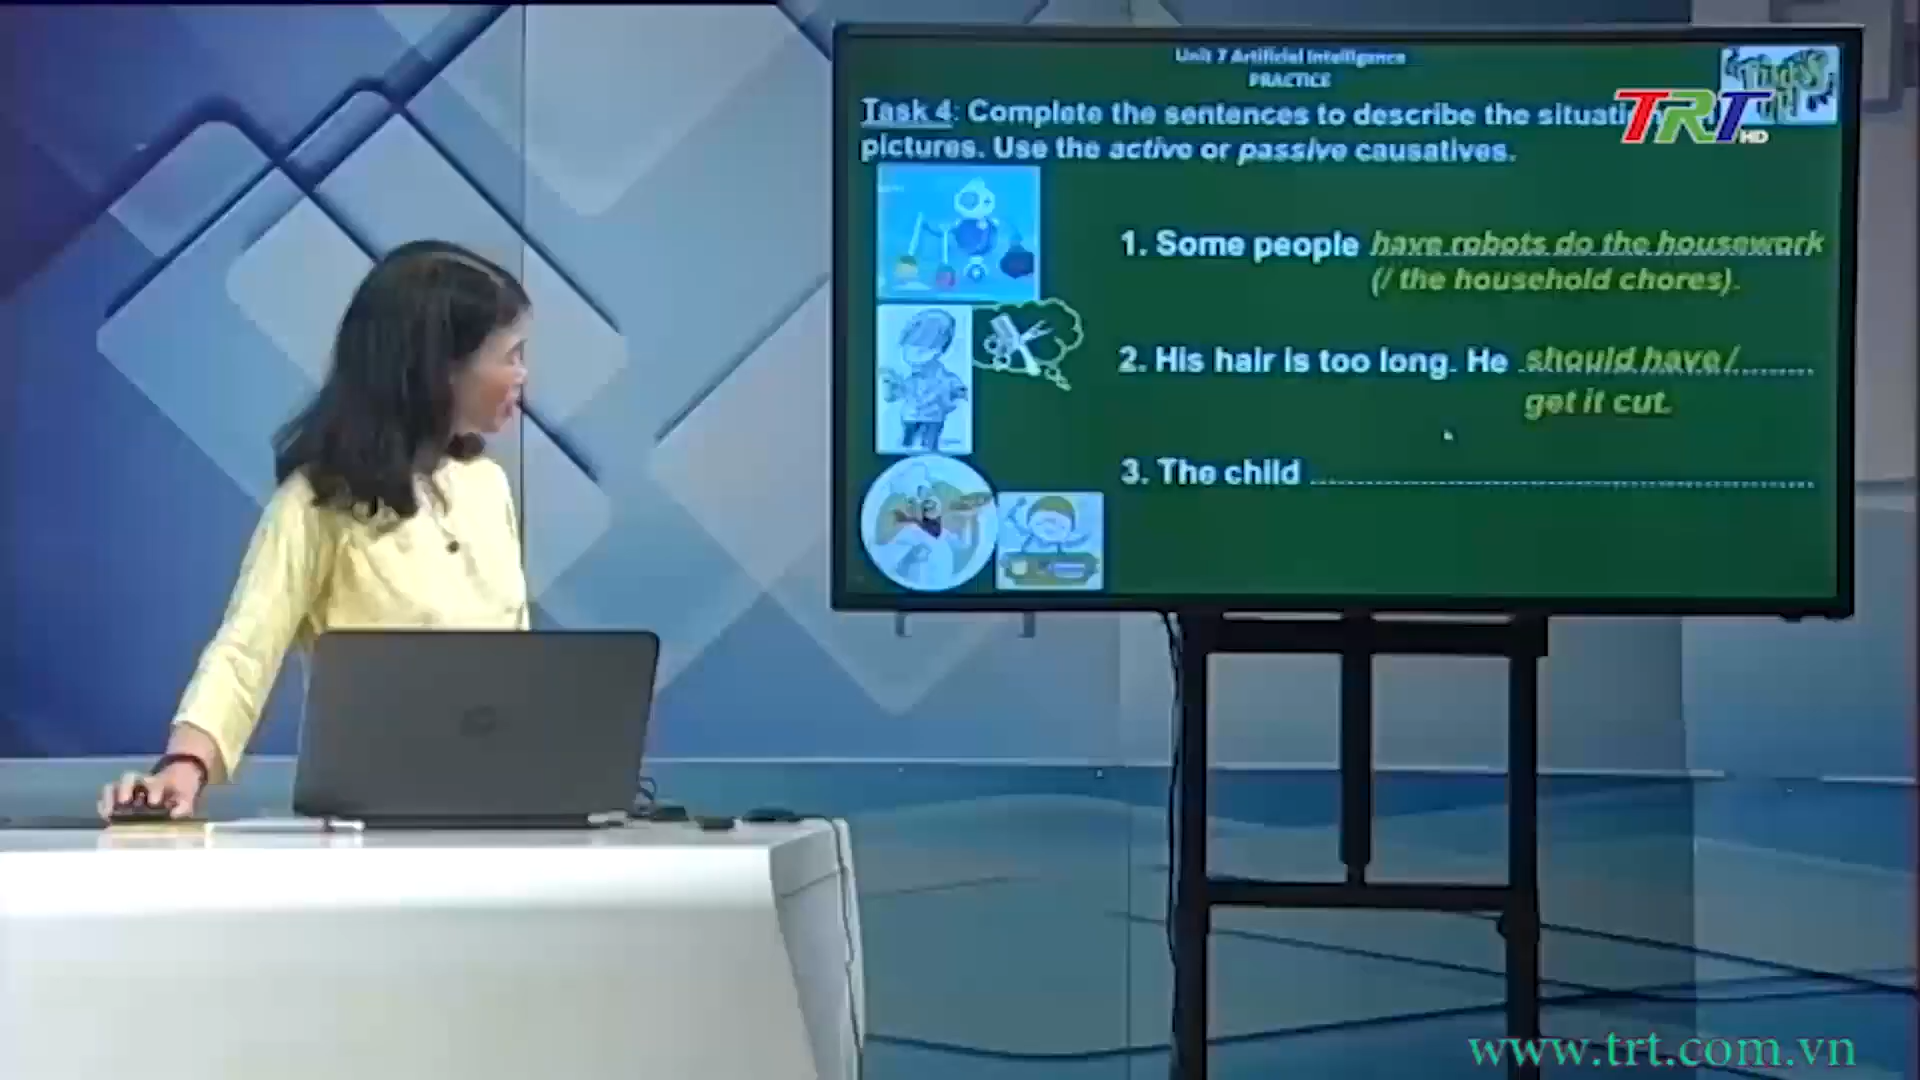 Unit 7 Artificial Intelligence
PRACTICE
Task 4: Complete the sentences to describe the
pictures. Use the active or passive causatives.
TRT HD
1. Some people have robots do the housework
(/ the household chores).
2. His hair is too long. He should have /
get it cut.
3. The child
www.trt.com.vn